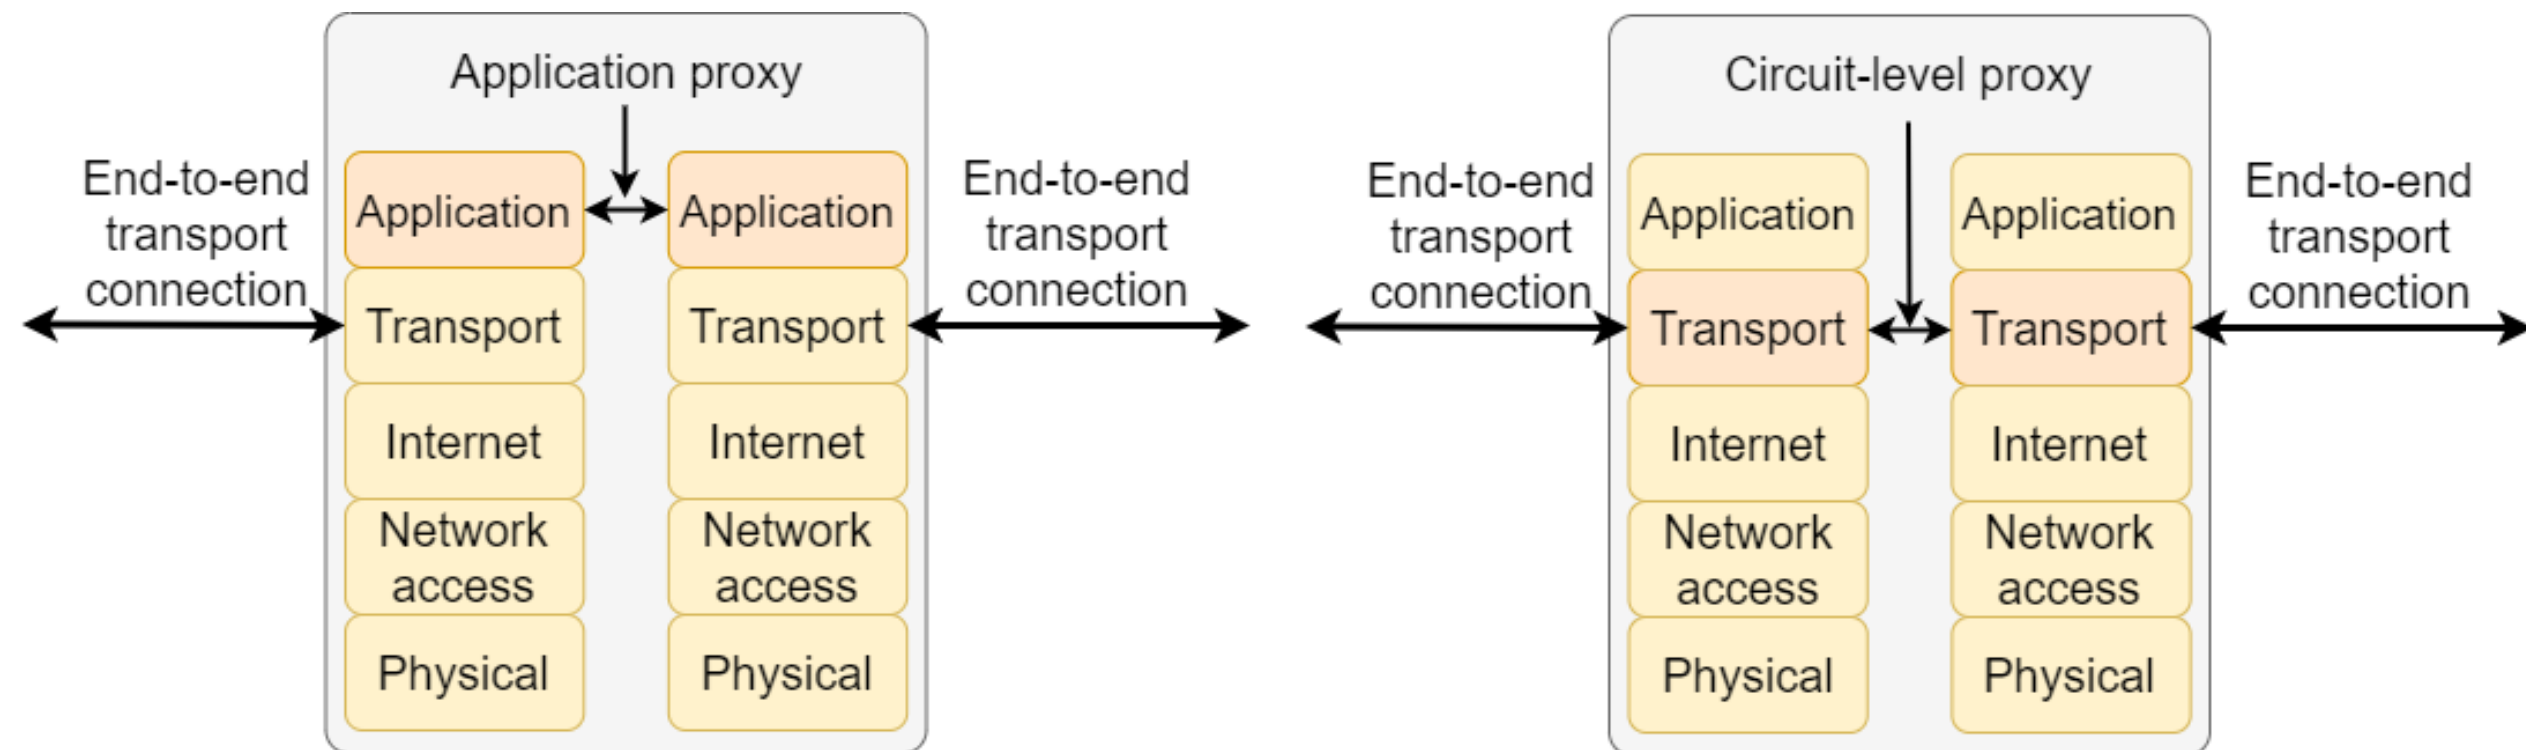 Application proxy
End-to-end
transport
connection
Application
Transport
Internet
Network
access
Physical
Application
Transport
Internet
Network
access
Physical
End-to-end
transport
connection
Circuit-level proxy
End-to-end
transport
connection
Application
Transport
Internet
Network
access
Physical
Application
Transport
Internet
Network
access
Physical
End-to-end
transport
connection